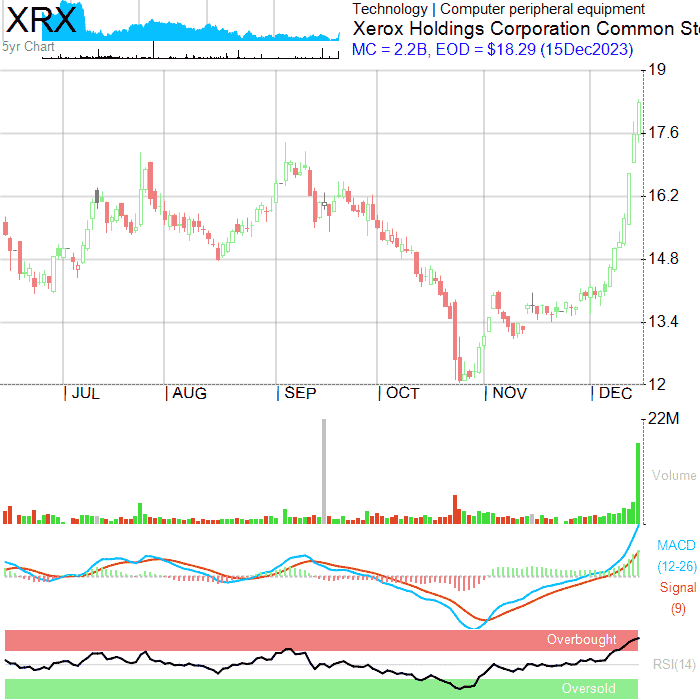 XRX
5yr Chart
Technology | Computer peripheral equipment
Xerox Holdings Corporation Common Sto
MC = 2.2B, EOD = $18.29 (15Dec2023)
19
17.6
16.2
14.8
13.4
12
| JUL | AUG | SEP | OCT | NOV | DEC
22M
Volume
MACD
(12-26)
Signal
(9)
Overbought
RSI(14)
Oversold